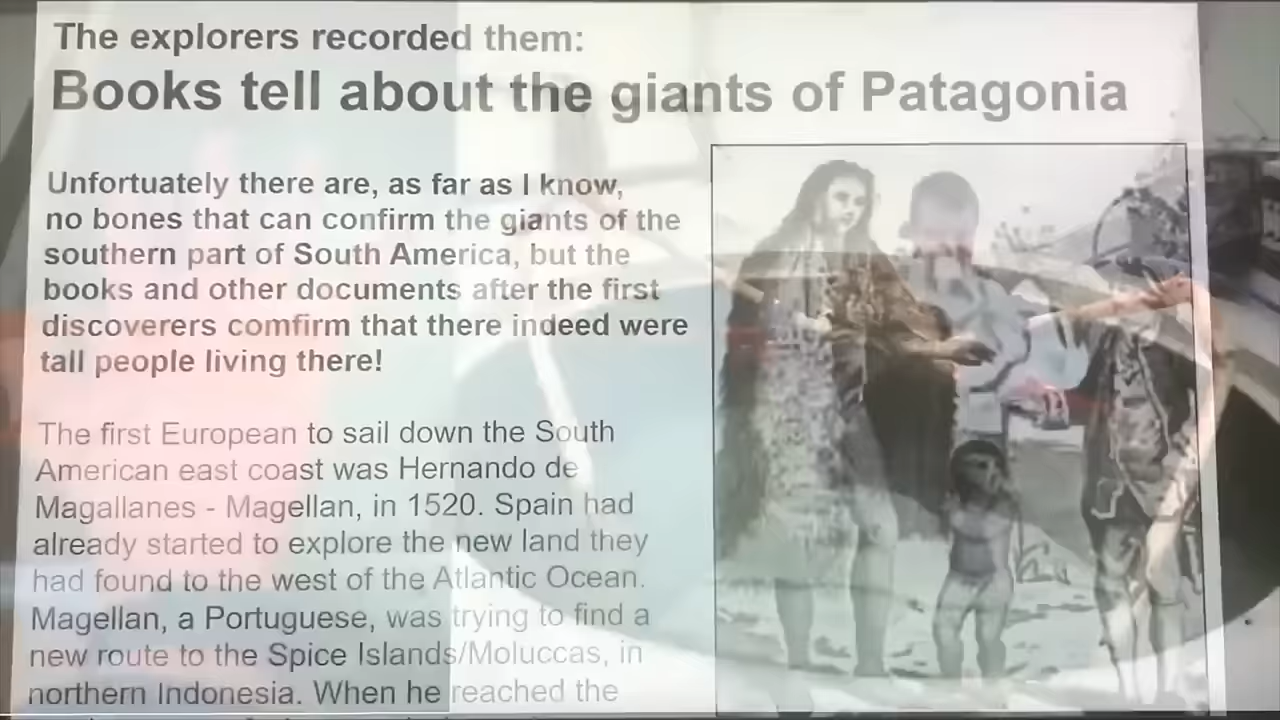 The explorers recorded them:
Books tell about the giants of Patagonia
Unfortuately there are, as far as I know,
no bones that can confirm the giants of the
southern part of South America, but the
books and other documents after the first
discoverers comfirm that there indeed were
tall people living there!
The first European to sail down the South
American east coast was Hernando de
Magallanes - Magellan, in 1520. Spain had
already started to explore the new land they
had found to the west of the Atlantic Ocean.
Magellan, a Portuguese, was trying to find a
new route to the Spice Islands/Moluccas, in
northern Indonesia. When he reached the